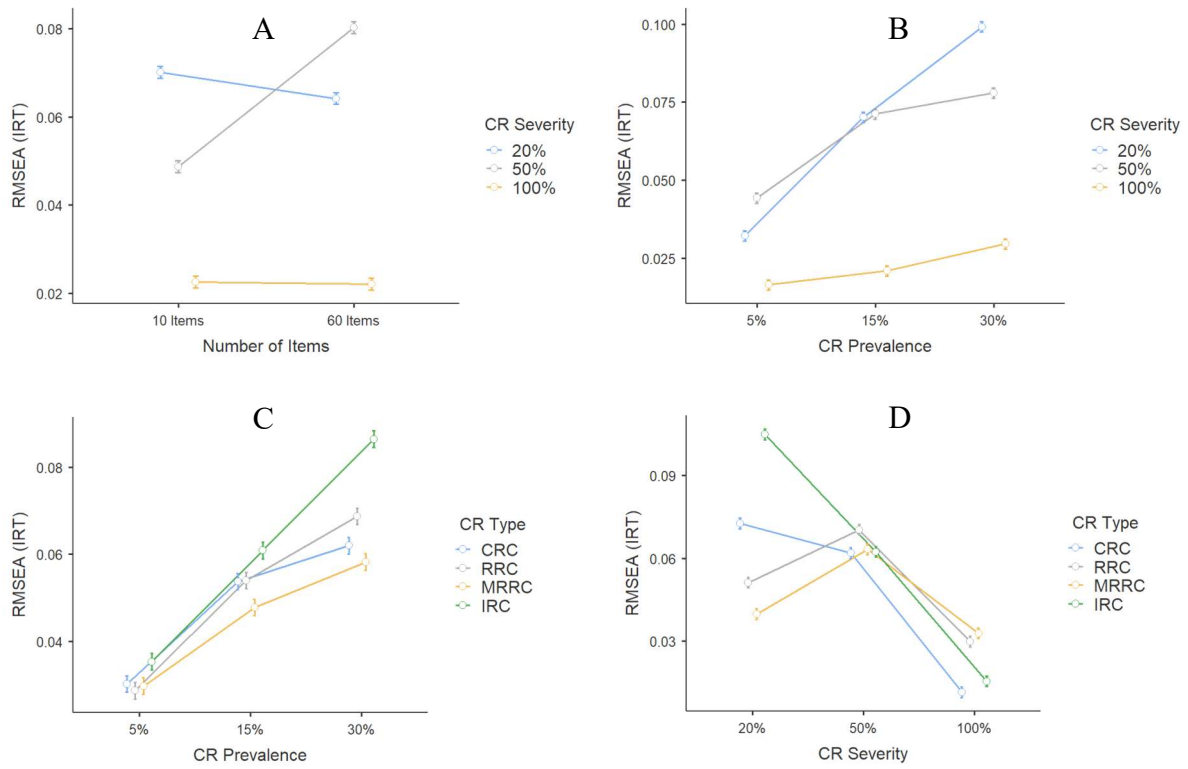 A
0.08
0.06
0.04
0.02
RMSEA (IRT)
10 Items
60 Items
Number of Items
CR Severity
20%
50%
100%
B
0.100
0.075
0.050
0.025
RMSEA (IRT)
5%
15%
30%
CR Prevalence
CR Severity
20%
50%
100%
C
0.08
0.06
0.04
RMSEA (IRT)
5%
15%
30%
CR Prevalence
CR Type
CRC
RRC
MRRC
IRC
D
0.09
0.06
0.03
RMSEA (IRT)
20%
50%
100%
CR Severity
CR Type
CRC
RRC
MRRC
IRC